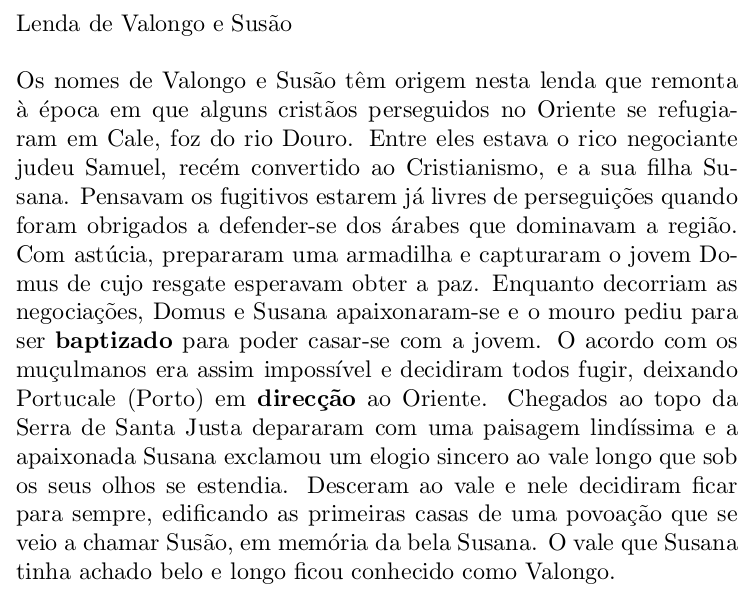 Lenda de Valongo e Susão
Os nomes de Valongo e Susão têm origem nesta lenda que remonta
à época em que alguns cristãos perseguidos no Oriente se refugia-
ram em Cale, foz do rio Douro. Entre eles estava o rico negociante
judeu Samuel, recém convertido ao Cristianismo, e a sua filha Su-
sana. Pensavam os fugitivos estarem já livres de perseguições quando
foram obrigados a defender-se dos árabes que dominavam a região.
Com astúcia, prepararam uma armadilha e capturaram o jovem Do-
mus de cujo resgate esperavam obter a paz. Enquanto decorriam as
negociações, Domus e Susana apaixonaram-se e o mouro pediu para
ser baptizado para poder casar-se com a jovem. O acordo com os
muçulmanos era assim impossível e decidiram todos fugir, deixando
Portucale (Porto) em direcção ao Oriente. Chegados ao topo da
Serra de Santa Justa depararam com uma paisagem lindíssima e a
apaixonada Susana exclamou um elogio sincero ao vale longo que sob
os seus olhos se estendia. Desceram ao vale e nele decidiram ficar
para sempre, edificando as primeiras casas de uma povoação que se
veio a chamar Susão, em memória da bela Susana. O vale que Susana
tinha achado belo e longo ficou conhecido como Valongo.